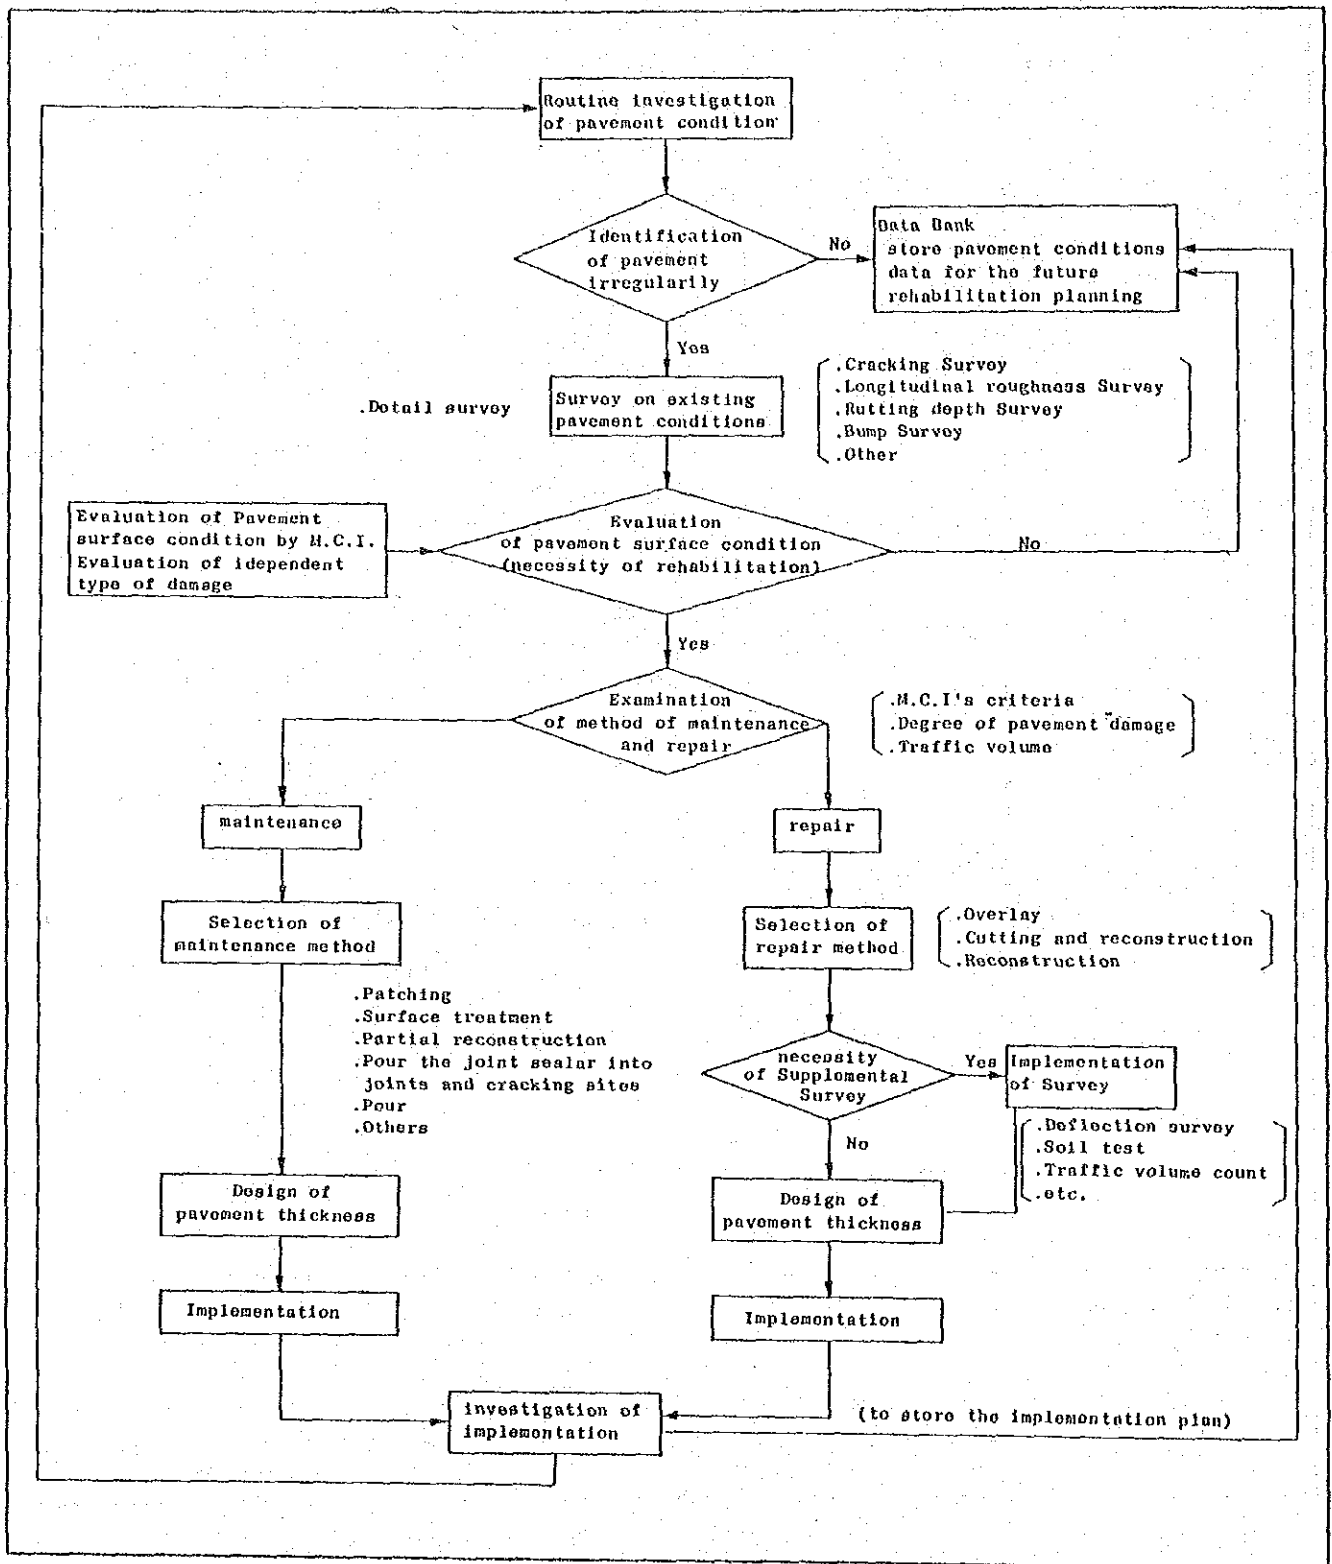 Routine investigation
of pavement condition
Identification
of pavement
irregularily
No
Data Bank
store pavement conditions
data for the future
rehabilitation planning
Yes
.Detail survey
Survey on existing
pavement conditions
.Cracking Survey
.Longitudinal roughness Survey
.Rutting depth Survey
.Bump Survey
.Other
Evaluation of Pavement
surface condition by M.C.I.
Evaluation of idependent
type of damage
Evaluation
of pavement surface condition
(necessity of rehabilitation)
No
Yes
Examination
of method of maintenance
and repair
.M.C.I's criteria
.Degree of pavement damage
.Traffic volume
maintenance
repair
Selection of
maintenance method
Selection of
repair method
.Overlay
.Cutting and reconstruction
.Reconstruction
.Patching
.Surface treatment
.Partial reconstruction
.Pour the joint sealar into
joints and cracking sites
.Pour
.Others
necessity
of Supplemental
Survey
Yes
Implementation
of Survey
.Deflection survey
.Soil test
.Traffic volume count
.etc.
No
Design of
pavement thickness
Design of
pavement thickness
Implementation
Implementation
investigation of
implementation
(to store the implementation plan)